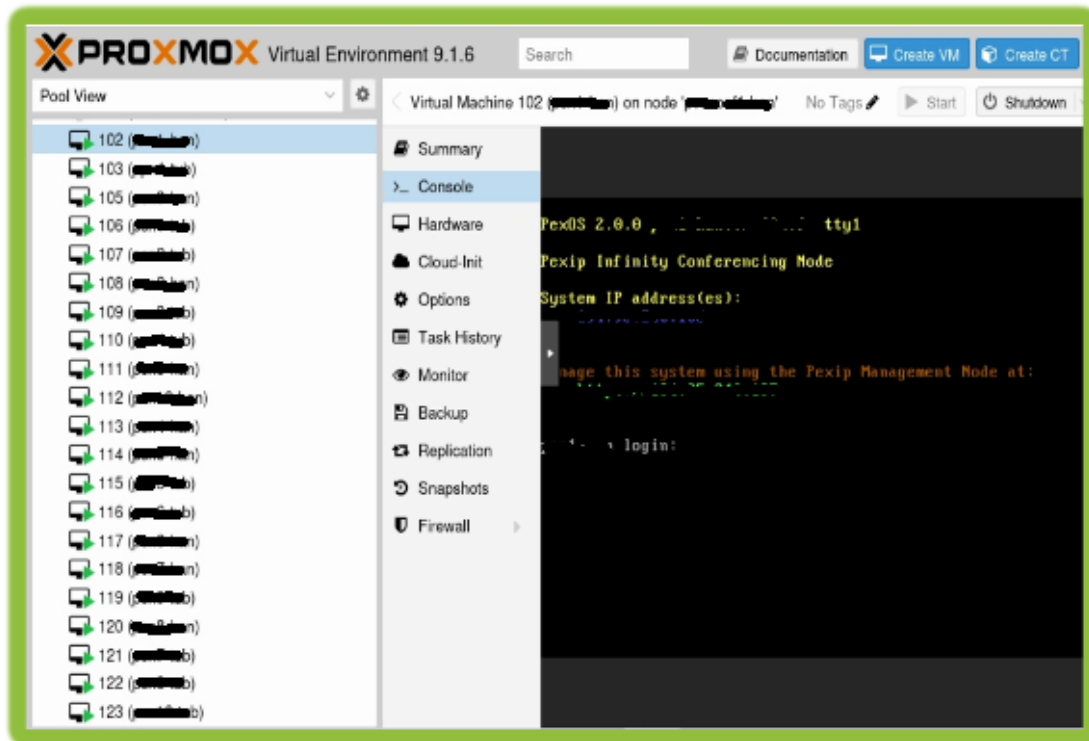 PROXMOX Virtual Environment 9.1.6 Search Documentation Create VM Create CT
Pool View
Virtual Machine 102 ( n) on node ' ' No Tags Start Shutdown
102 ( n)
103 ( b)
105 ( n)
106 ( b)
107 ( b)
108 ( n)
109 ( b)
110 ( b)
111 ( n)
112 ( n)
113 ( n)
114 ( n)
115 ( b)
116 ( b)
117 ( n)
118 ( n)
119 ( b)
120 ( n)
121 ( b)
122 ( b)
123 ( b)
Summary
Console
Hardware
Cloud-Init
Options
Task History
Monitor
Backup
Replication
Snapshots
Firewall
PexOS 2.0.0 , tty1
Pexip Infinity Conferencing Node
System IP address(es):
nage this system using the Pexip Management Node at:
login: